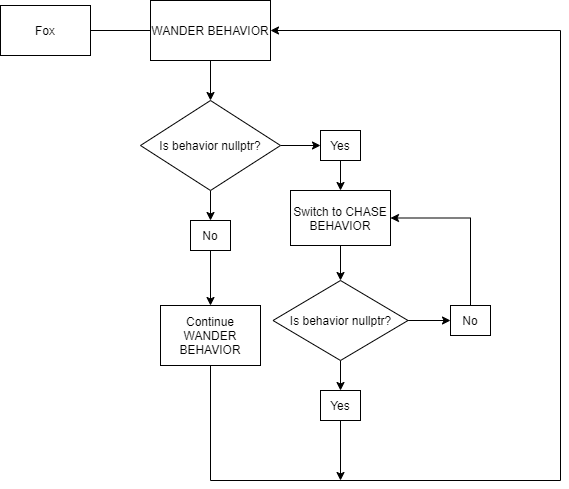 Fox
WANDER BEHAVIOR
Is behavior nullptr?
Yes
Switch to CHASE
BEHAVIOR
No
Continue
WANDER
BEHAVIOR
Is behavior nullptr?
No
Yes